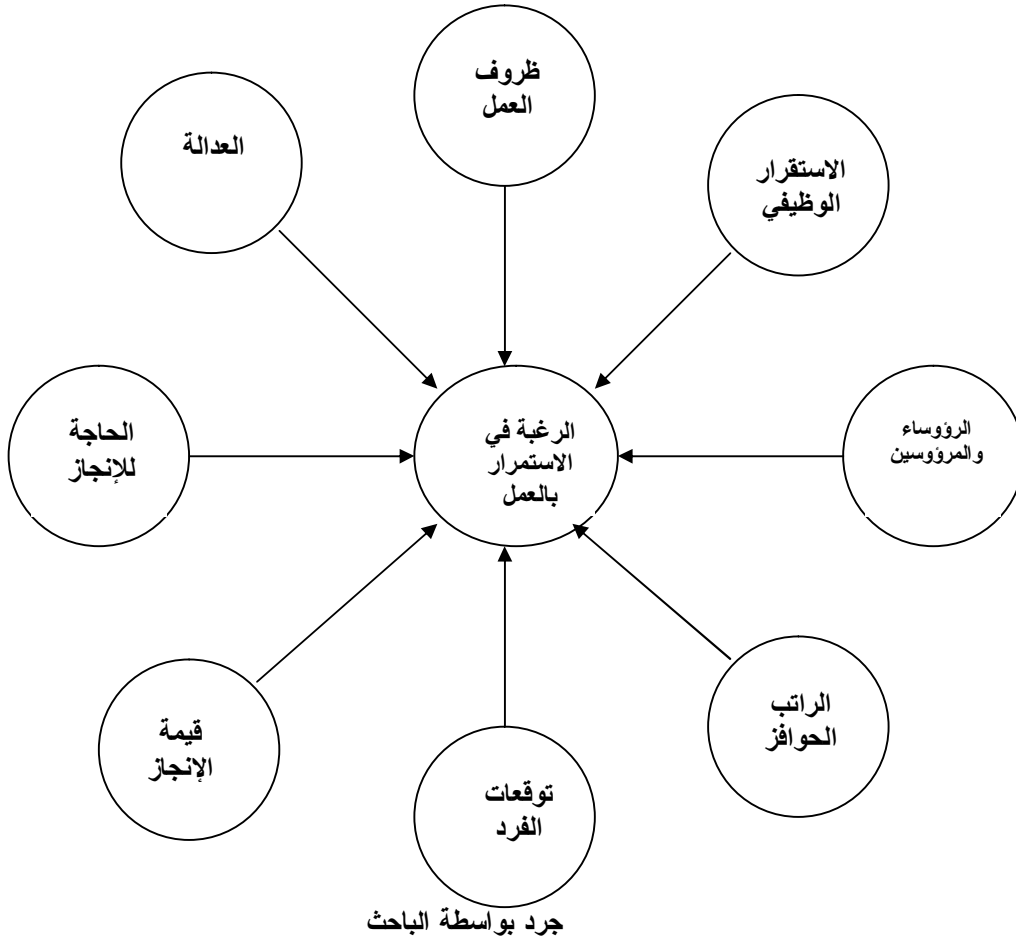 ظروف
العمل
العدالة
الاستقرار
الوظيفي
الرغبة في
الاستمرار
بالعمل
الرؤوساء
والمرؤوسين
الحاجة
للإنجاز
الراتب
الحوافز
قيمة
الإنجاز
توقعات
الفرد
جرد بواسطة الباحث